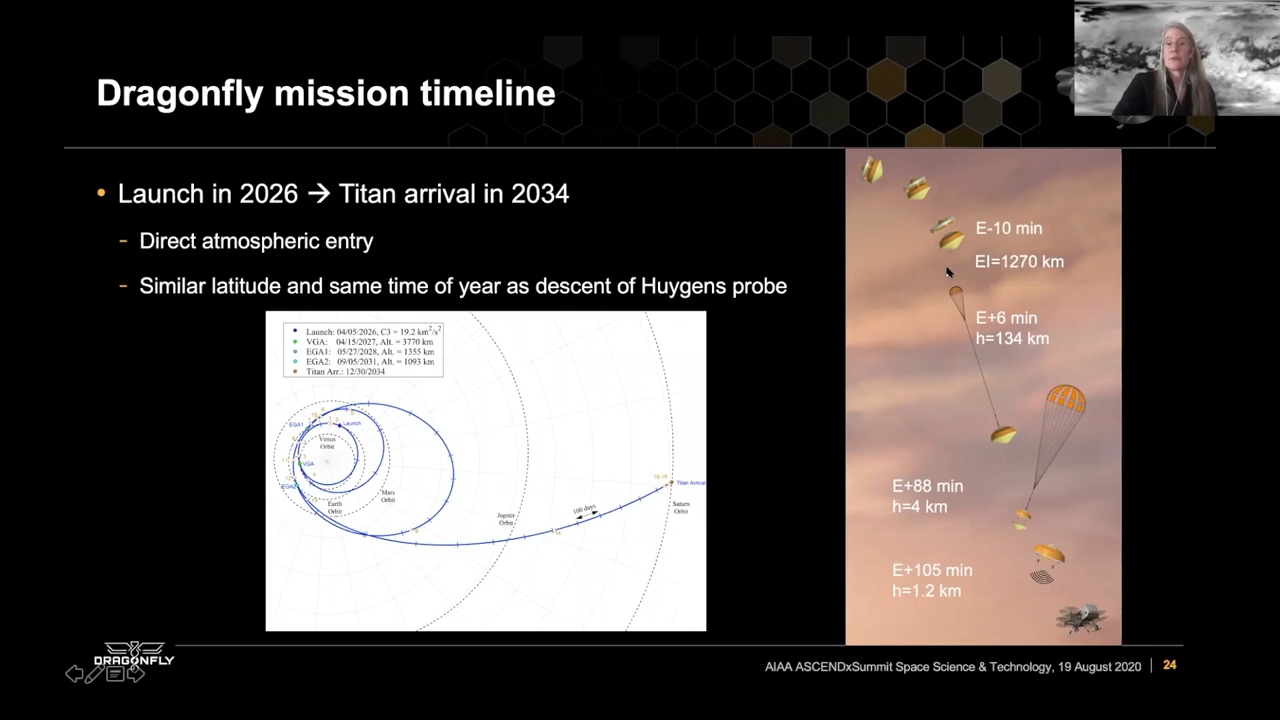 Dragonfly mission timeline
• Launch in 2026 → Titan arrival in 2034
- Direct atmospheric entry
- Similar latitude and same time of year as descent of Huygens probe
Launch: 04/05/2026, C3 = 19.2 km²/s²
VGA: 04/15/2027, Alt. = 3770 km
EGA1: 05/27/2028, Alt. = 1355 km
EGA2: 09/05/2031, Alt. = 1093 km
Titan Arr.: 12/30/2034
EGA1
Launch
Venus
Orbit
VGA
EGA2
Earth
Orbit
Mars
Orbit
Jupiter
Orbit
100 days
Titan Arrival
Saturn
Orbit
E-10 min
EI=1270 km
E+6 min
h=134 km
E+88 min
h=4 km
E+105 min
h=1.2 km
DRAGONFLY
AIAA ASCENDxSummit Space Science & Technology, 19 August 2020
24